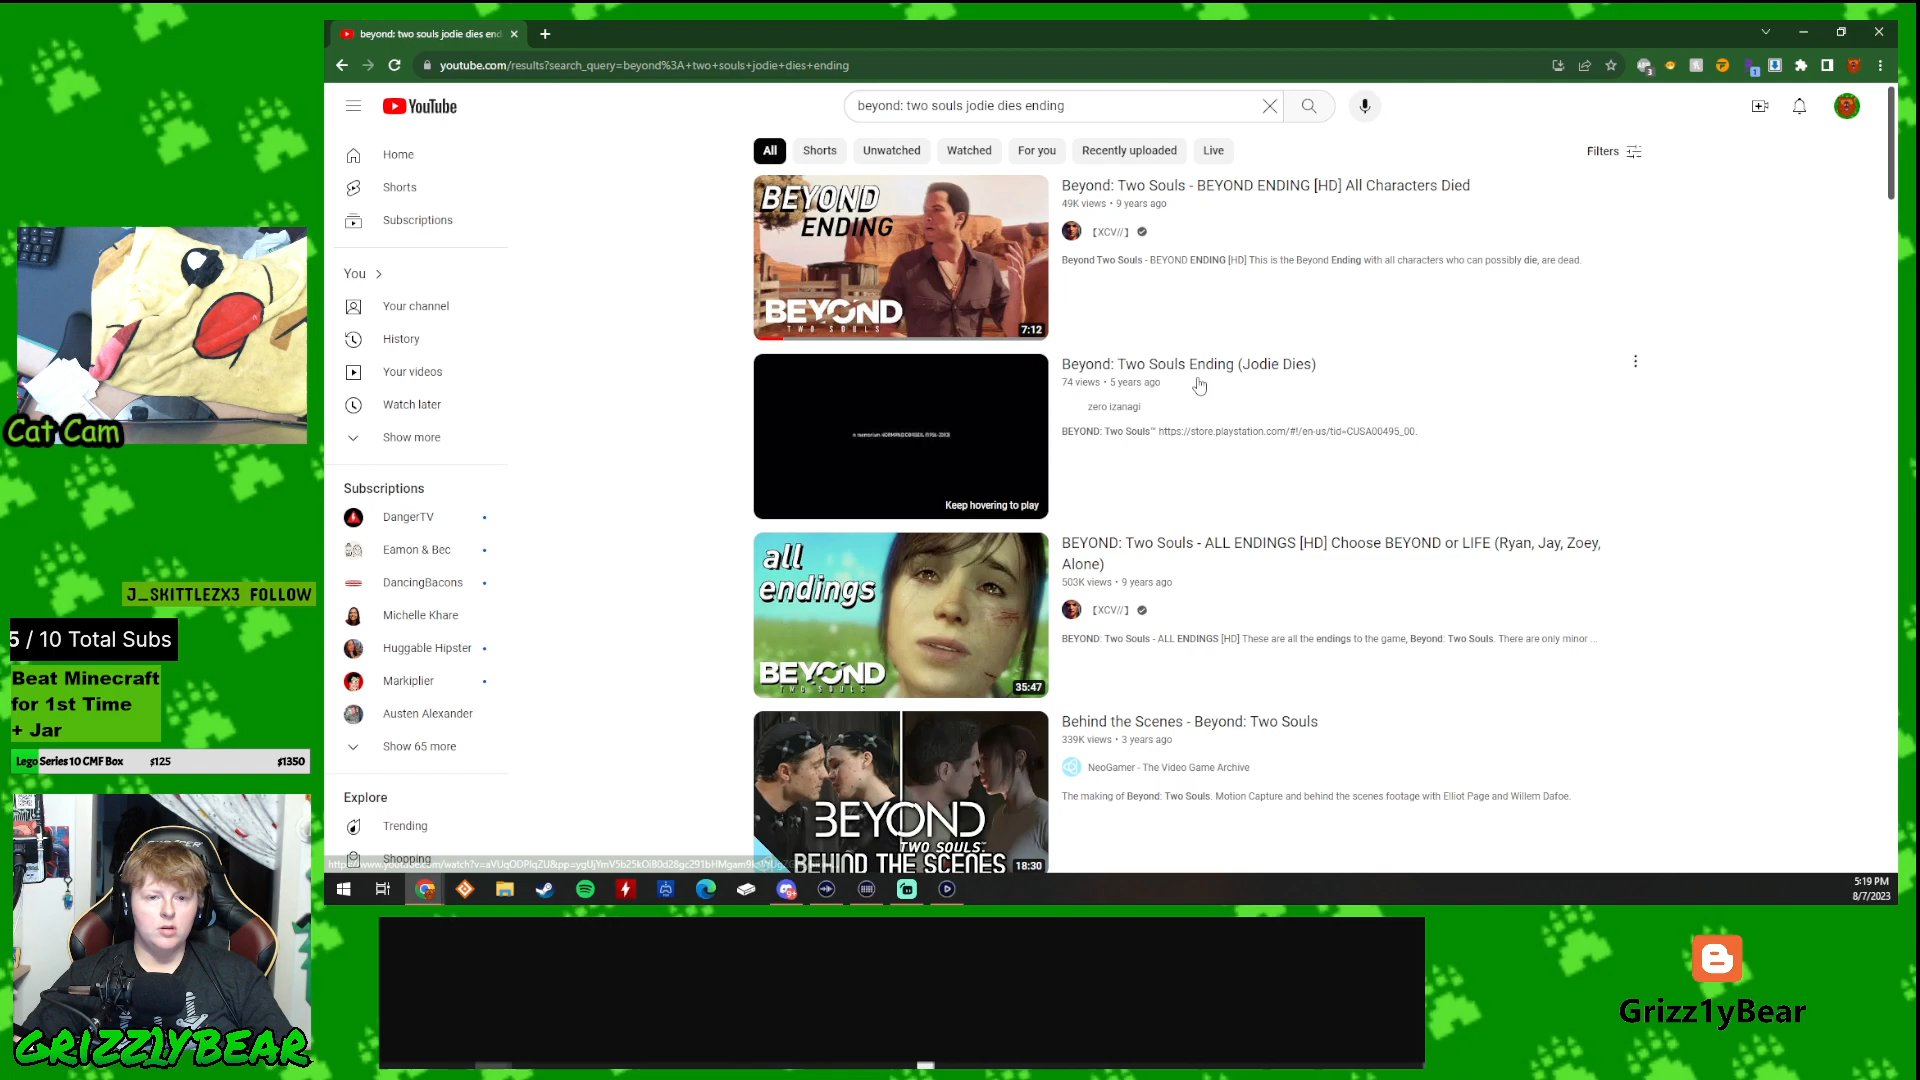 beyond: two souls jodie dies end
youtube.com/results?search_query=beyond%3A+two+souls+jodie+dies+ending
3
1
YouTube
beyond: two souls jodie dies ending
Home
Shorts
Subscriptions
You
Your channel
History
Your videos
Watch later
Show more
Subscriptions
DangerTV
Eamon & Bec
DancingBacons
Michelle Khare
Huggable Hipster
Markiplier
Austen Alexander
Show 65 more
Explore
Trending
Shopping
All
Shorts
Unwatched
Watched
For you
Recently uploaded
Live
Filters
BEYOND
ENDING
BEYOND
TWO SOULS
7:12
Beyond: Two Souls - BEYOND ENDING [HD] All Characters Died
49K views • 9 years ago
【XCV//】
Beyond Two Souls - BEYOND ENDING [HD] This is the Beyond Ending with all characters who can possibly die, are dead.
Keep hovering to play
Beyond: Two Souls Ending (Jodie Dies)
74 views • 5 years ago
zero izanagi
BEYOND: Two Souls™ https://store.playstation.com/#!/en-us/tid=CUSA00495_00.
all
endings
BEYOND
TWO SOULS
35:47
BEYOND: Two Souls - ALL ENDINGS [HD] Choose BEYOND or LIFE (Ryan, Jay, Zoey,
Alone)
503K views • 9 years ago
【XCV//】
BEYOND: Two Souls - ALL ENDINGS [HD] These are all the endings to the game, Beyond: Two Souls. There are only minor ...
BEYOND
TWO SOULS
BEHIND THE SCENES
18:30
Behind the Scenes - Beyond: Two Souls
339K views • 3 years ago
NeoGamer - The Video Game Archive
The making of Beyond: Two Souls. Motion Capture and behind the scenes footage with Elliot Page and Willem Dafoe.
5:19 PM
8/7/2023
Cat Cam
J_SKITTLEZX3 FOLLOW
5 / 10 Total Subs
Beat Minecraft
for 1st Time
+ Jar
Lego Series 10 CMF Box $125 $1350
GRIZZ1YBEAR
Grizz1yBear